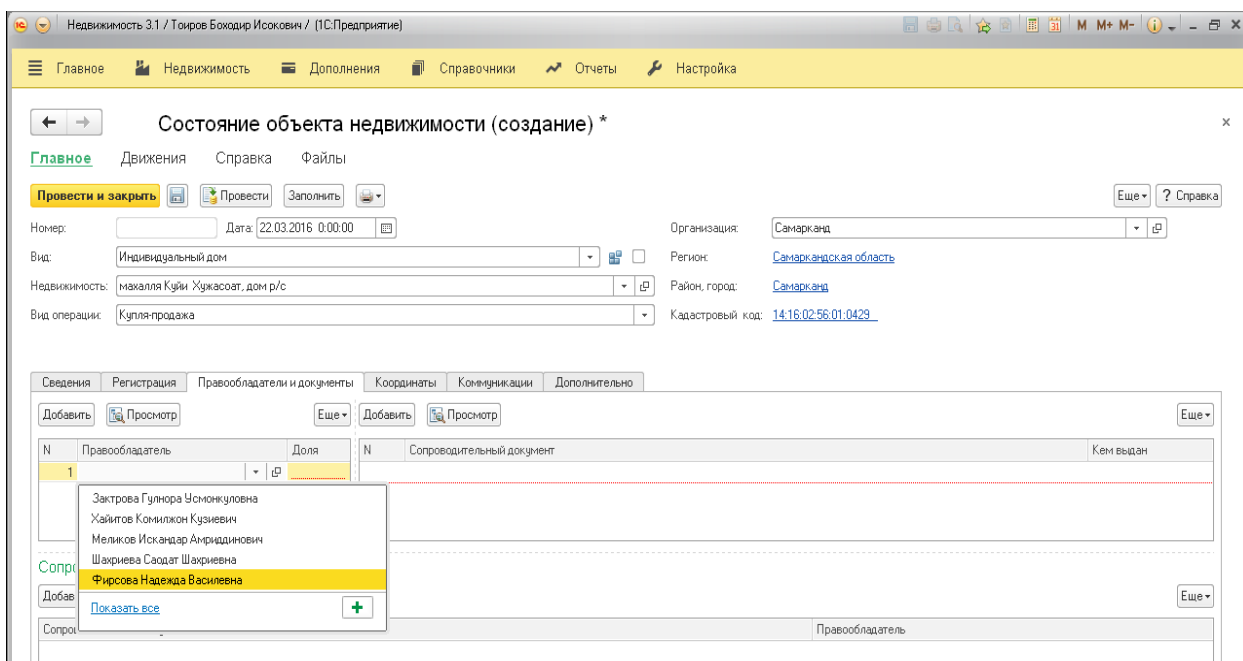 Недвижимость 3.1 / Тоиров Боходир Исокович / (1С:Предприятие) M M+ M-
Главное Недвижимость Дополнения Справочники Отчеты Настройка
Состояние объекта недвижимости (создание) *
Главное Движения Справка Файлы
Провести и закрыть Провести Заполнить Еще ? Справка
Номер: Дата: 22.03.2016 0:00:00 Организация: Самарканд
Вид: Индивидуальный дом Регион: Самаркандская область
Недвижимость: махалля Куйи Хужасоат, дом р/с Район, город: Самарканд
Вид операции: Купля-продажа Кадастровый код: 14:16:02:56:01:0429
Сведения Регистрация Правообладатели и документы Координаты Коммуникации Дополнительно
Добавить Просмотр Еще Добавить Просмотр Еще
N Правообладатель Доля N Сопроводительный документ Кем выдан
1
Зактрова Гулнора Усмонкуловна
Хайитов Комилжон Кузиевич
Меликов Искандар Амриддинович
Шахриева Саодат Шахриевна
Сопр
Фирсова Надежда Василевна
Добав Еще
Показать все
Сопро Правообладатель